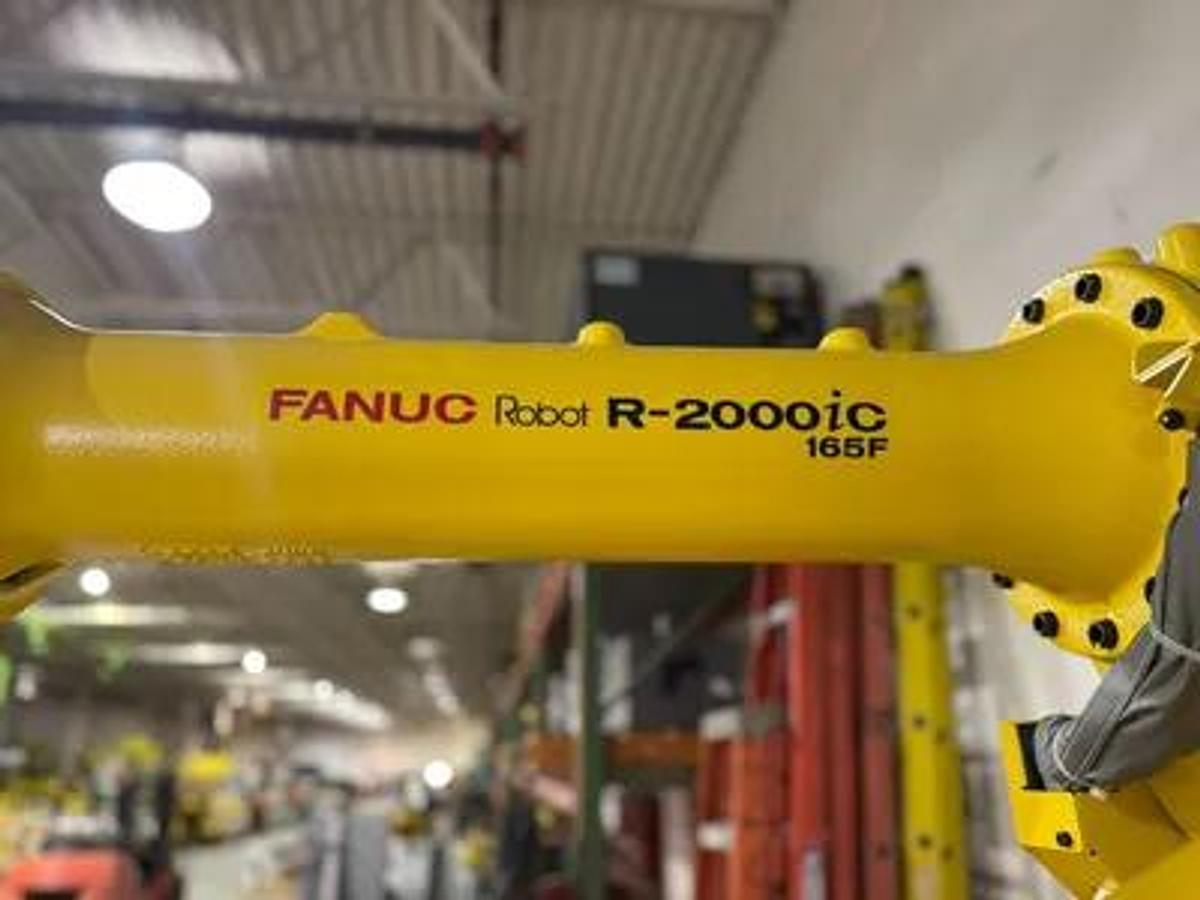 FANUC Robot R-2000iC
165F